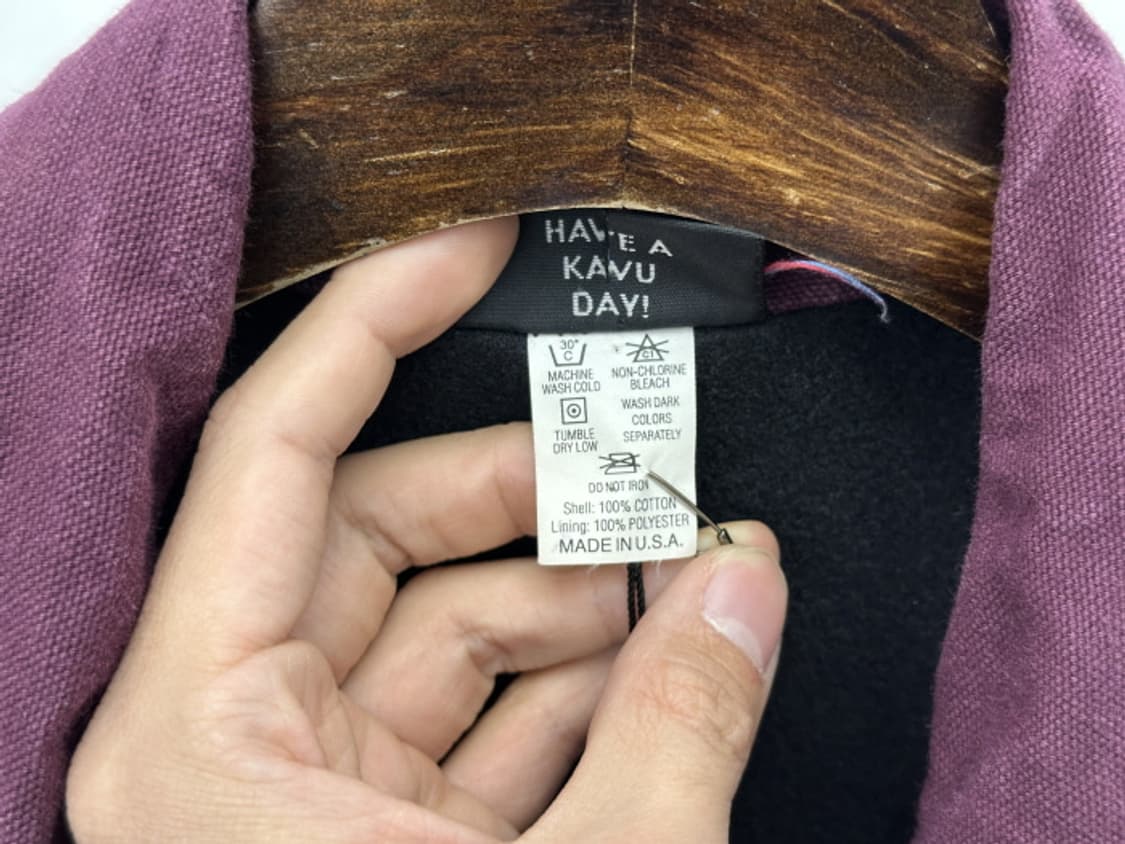 HAVE A
KAVU
DAY!
30°
C
CL
MACHINE
WASH COLD
NON-CHLORINE
BLEACH
WASH DARK
COLORS
SEPARATELY
TUMBLE
DRY LOW
DO NOT IRON
Shell: 100% COTTON
Lining: 100% POLYESTER
MADE IN U.S.A.